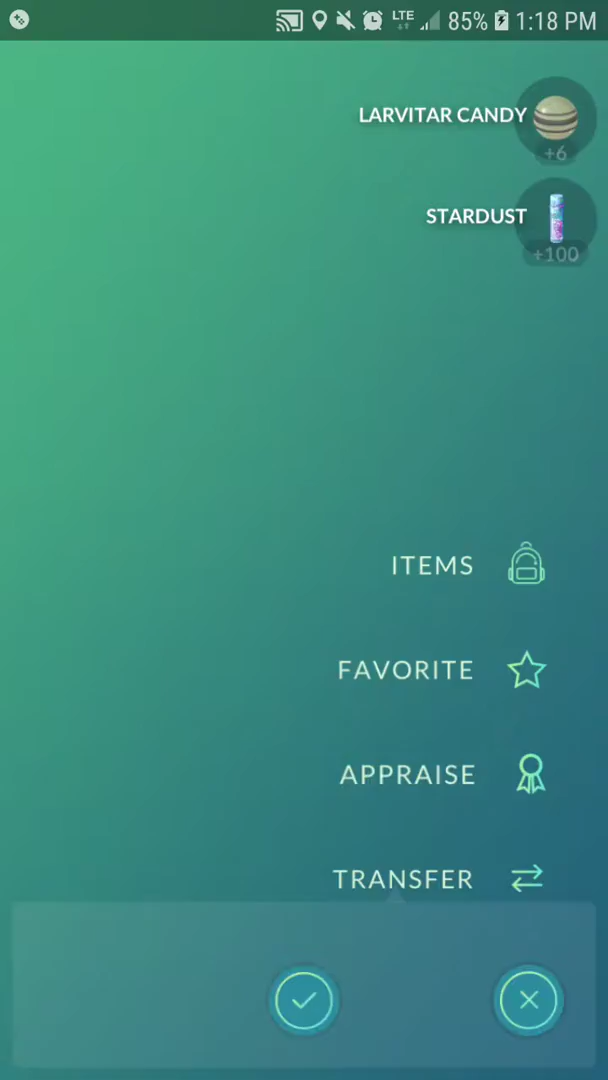 LTE 85% 1:18 PM
LARVITAR CANDY
+6
STARDUST
+100
ITEMS
FAVORITE
APPRAISE
TRANSFER